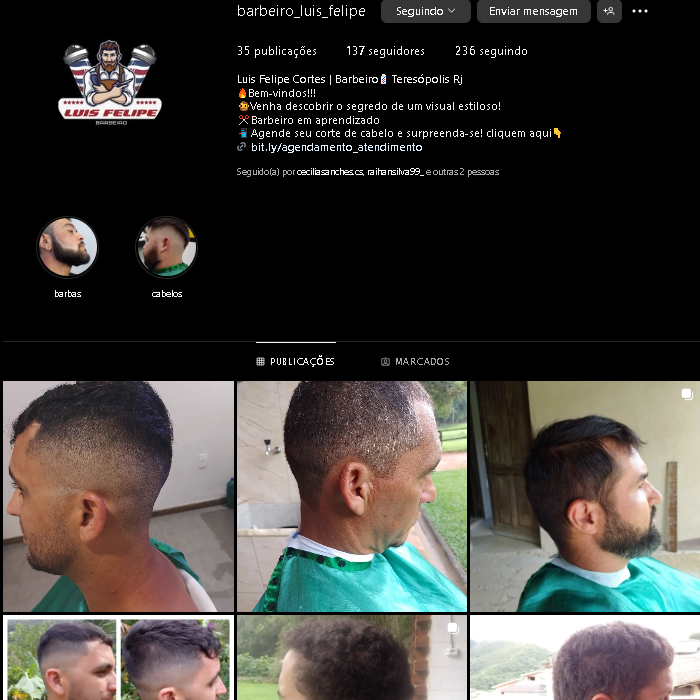 barbeiro_luis_felipe
Seguindo
Enviar mensagem
35 publicações
137 seguidores
236 seguindo
Luis Felipe Cortes | Barbeiro💈 Teresópolis Rj
🔥Bem-vindos!!!
🧔Venha descobrir o segredo de um visual estiloso!
✂️Barbeiro em aprendizado
📲 Agende seu corte de cabelo e surpreenda-se! cliquem aqui👇
bit.ly/agendamento_atendimento
Seguido(a) por ceciliasanches.cs, raihansilva99_ e outras 2 pessoas
LUIS FELIPE
BARBEIRO
barbas
cabelos
PUBLICAÇÕES
MARCADOS